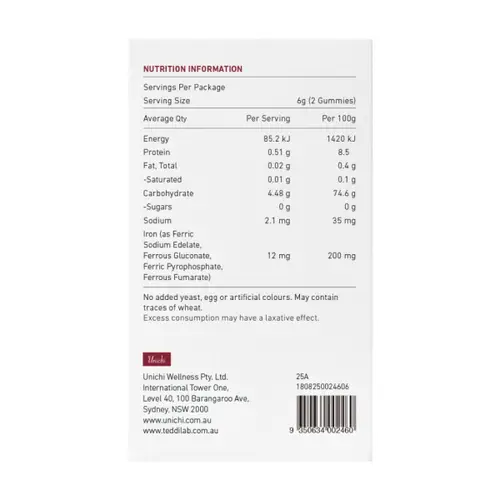 NUTRITION INFORMATION
Servings Per Package
Serving Size 6g (2 Gummies)
Average Qty Per Serving Per 100g
Energy 85.2 kJ 1420 kJ
Protein 0.51 g 8.5
Fat, Total 0.02 g 0.4 g
-Saturated 0.01 g 0.1 g
Carbohydrate 4.48 g 74.6 g
-Sugars 0 g 0 g
Sodium 2.1 mg 35 mg
Iron (as Ferric
Sodium Edelate,
Ferrous Gluconate, 12 mg 200 mg
Ferric Pyrophosphate,
Ferrous Fumarate)
No added yeast, egg or artificial colours. May contain
traces of wheat.
Excess consumption may have a laxative effect.
Unichi
Unichi Wellness Pty. Ltd. 25A
International Tower One, 1808250024606
Level 40, 100 Barangaroo Ave,
Sydney, NSW 2000
www.unichi.com.au
www.teddilab.com.au
9 350634 002460